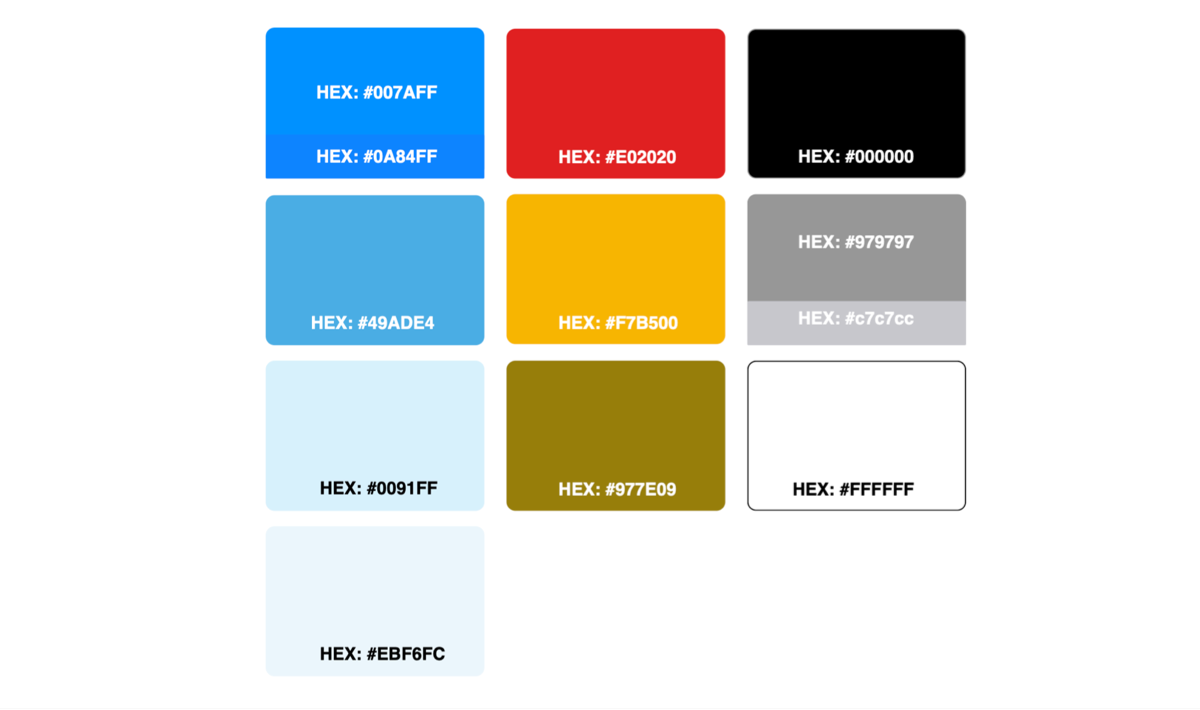 HEX: #007AFF
HEX: #0A84FF
HEX: #E02020
HEX: #000000
HEX: #49ADE4
HEX: #F7B500
HEX: #979797
HEX: #c7c7cc
HEX: #0091FF
HEX: #977E09
HEX: #FFFFFF
HEX: #EBF6FC